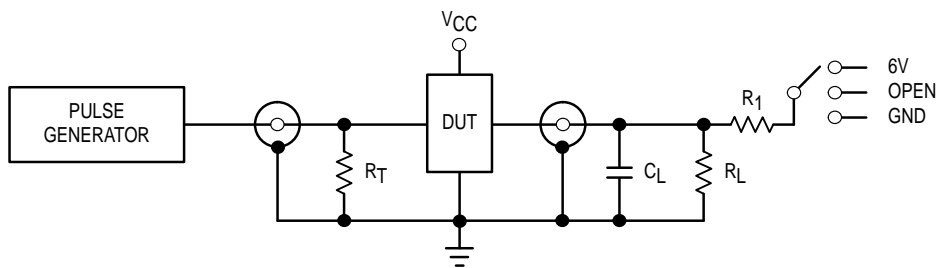 VCC
PULSE
GENERATOR
DUT
RT
CL
RL
R1
6V
OPEN
GND